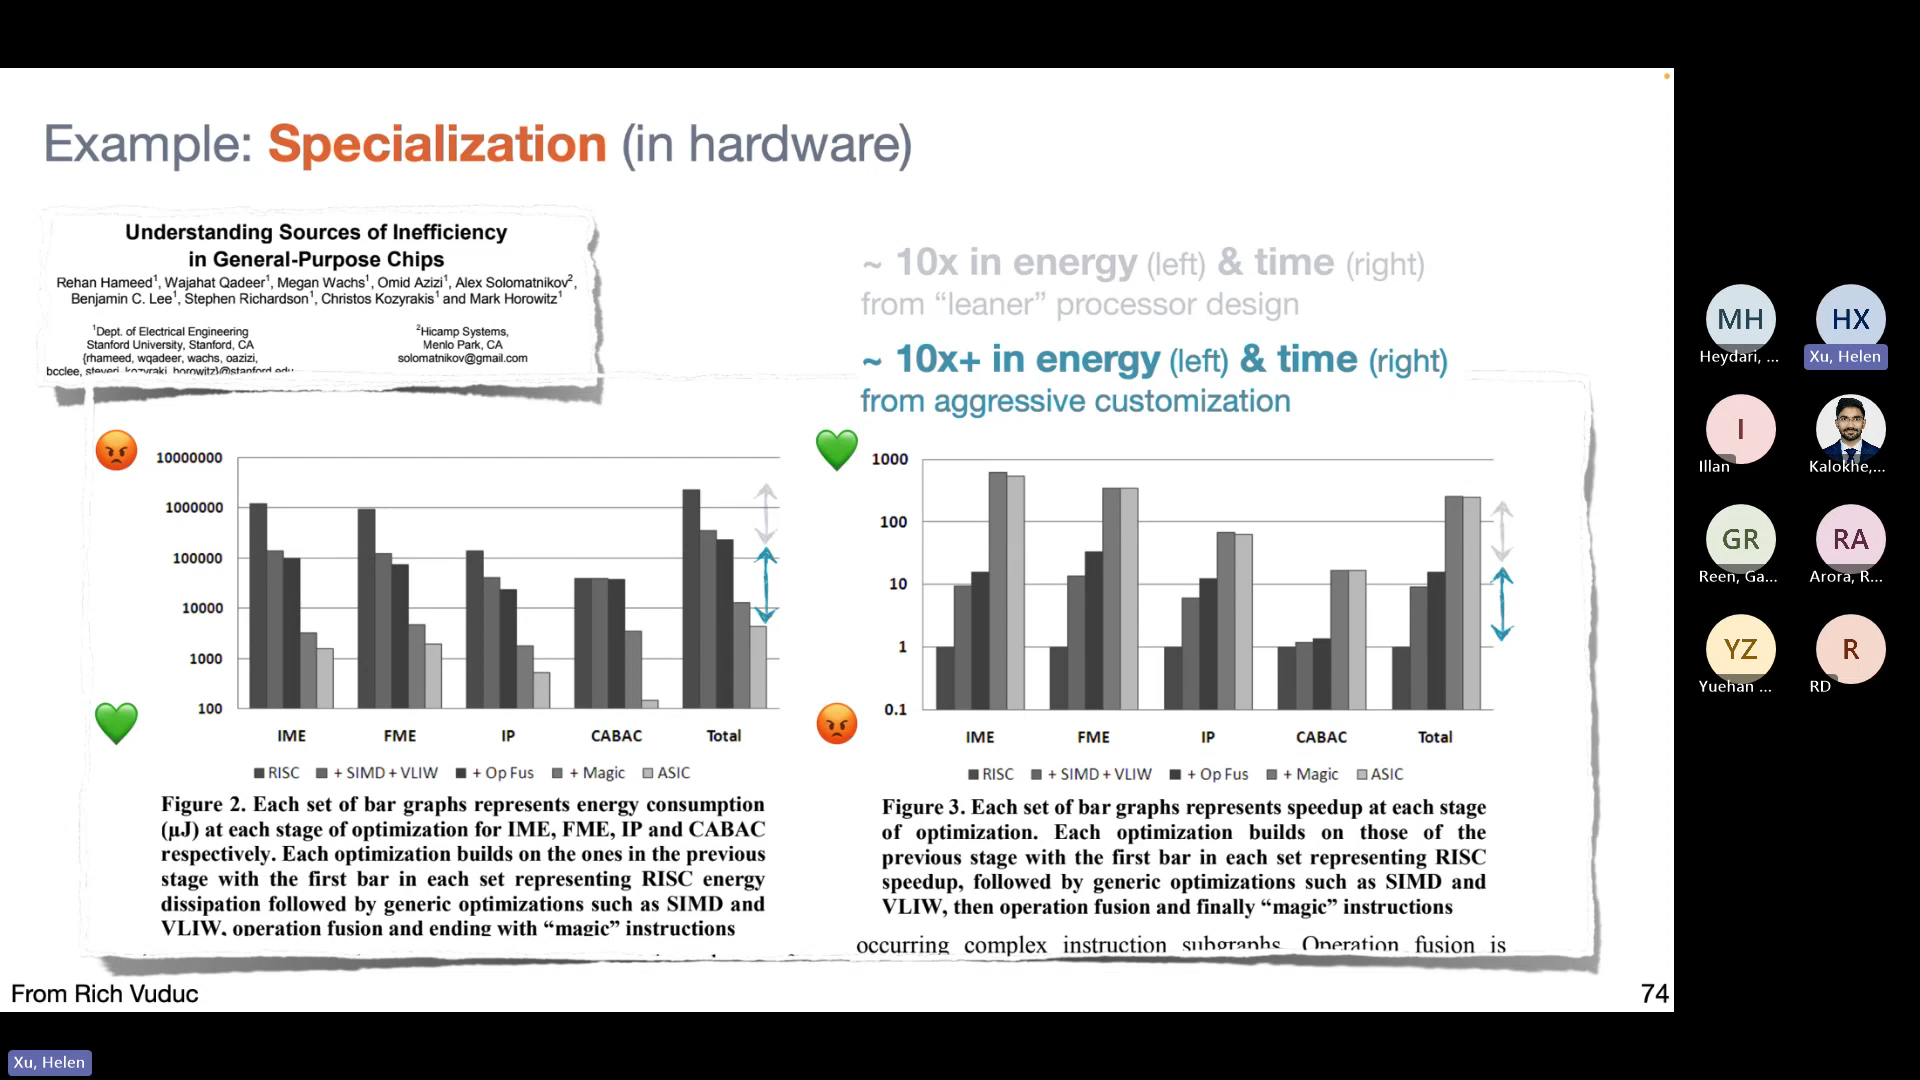 Example: Specialization (in hardware)
Understanding Sources of Inefficiency
in General-Purpose Chips
Rehan Hameed1, Wajahat Qadeer1, Megan Wachs1, Omid Azizi1, Alex Solomatnikov2,
Benjamin C. Lee1, Stephen Richardson1, Christos Kozyrakis1 and Mark Horowitz1
1Dept. of Electrical Engineering
Stanford University, Stanford, CA
{rhameed, wqadeer, wachs, oazizi,
bcclee, steveri, kozyraki, horowitz}@stanford.edu
2Hicamp Systems,
Menlo Park, CA
solomatnikov@gmail.com
~ 10x in energy (left) & time (right)
from “leaner” processor design
~ 10x+ in energy (left) & time (right)
from aggressive customization
10000000
1000000
100000
10000
1000
100
IME FME IP CABAC Total
RISC + SIMD + VLIW + Op Fus + Magic ASIC
Figure 2. Each set of bar graphs represents energy consumption
(µJ) at each stage of optimization for IME, FME, IP and CABAC
respectively. Each optimization builds on the ones in the previous
stage with the first bar in each set representing RISC energy
dissipation followed by generic optimizations such as SIMD and
VLIW, operation fusion and ending with “magic” instructions
1000
100
10
1
0.1
IME FME IP CABAC Total
RISC + SIMD + VLIW + Op Fus + Magic ASIC
Figure 3. Each set of bar graphs represents speedup at each stage
of optimization. Each optimization builds on those of the
previous stage with the first bar in each set representing RISC
speedup, followed by generic optimizations such as SIMD and
VLIW, then operation fusion and finally “magic” instructions
occurring complex instruction subgraphs. Operation fusion is
From Rich Vuduc
74
MH
Heydari, ...
HX
Xu, Helen
I
Illan
Kalokhe,...
GR
Reen, Ga...
RA
Arora, R...
YZ
Yuehan ...
R
RD
Xu, Helen